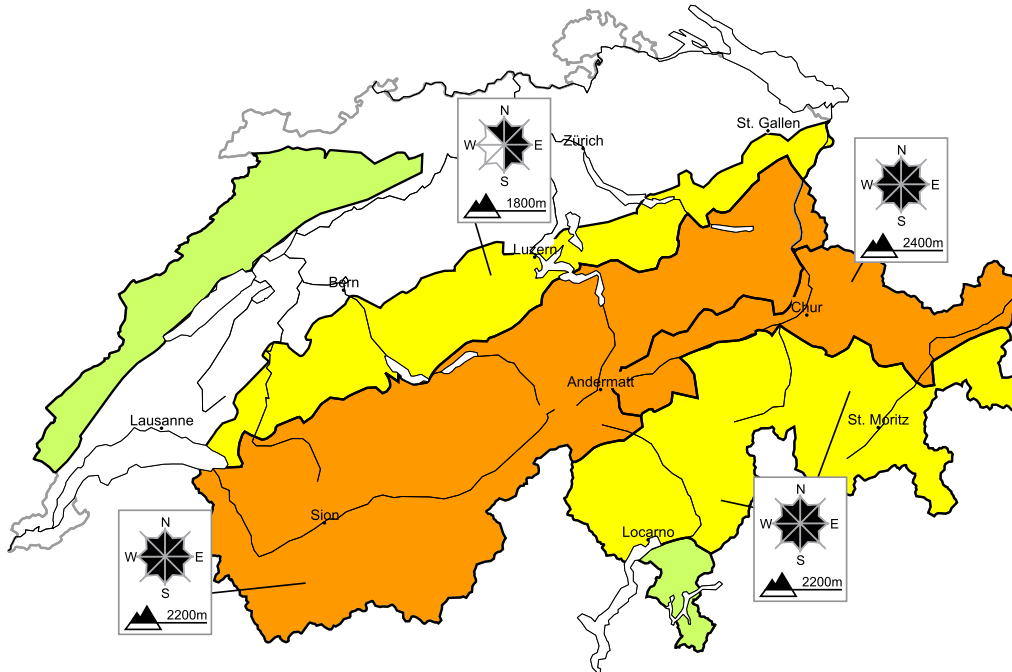 St. Gallen
N
W E
S
1800m
Zürich
N
W E
S
2400m
Luzern
Bern
Chur
Andermatt
Lausanne
St. Moritz
Sion
Locarno
N
W E
S
2200m
N
W E
S
2200m